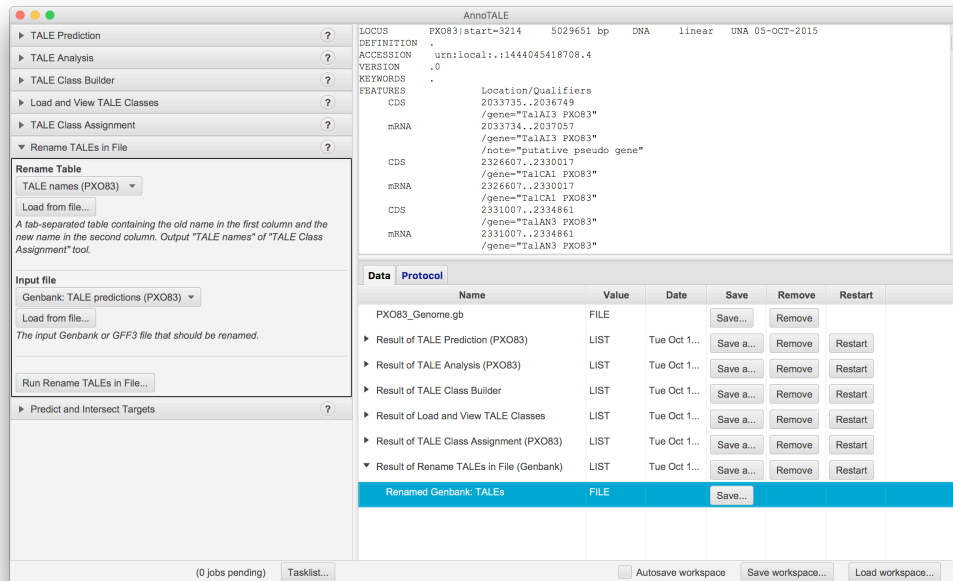 AnnoTALE
TALE Prediction ?
TALE Analysis ?
TALE Class Builder ?
Load and View TALE Classes ?
TALE Class Assignment ?
Rename TALEs in File ?
Rename Table
TALE names (PXO83)
Load from file...
A tab-separated table containing the old name in the first column and the
new name in the second column. Output "TALE names" of "TALE Class
Assignment" tool.
Input file
Genbank: TALE predictions (PXO83)
Load from file...
The input Genbank or GFF3 file that should be renamed.
Run Rename TALEs in File...
Predict and Intersect Targets ?
LOCUS PXO83|start=3214 5029651 bp DNA linear UNA 05-OCT-2015
DEFINITION .
ACCESSION urn:local:.:1444045418708.4
VERSION .0
KEYWORDS .
FEATURES Location/Qualifiers
CDS 2033735..2036749
/gene="TalAI3 PXO83"
mRNA 2033734..2037057
/gene="TalAI3 PXO83"
/note="putative pseudo gene"
CDS 2326607..2330017
/gene="TalCA1 PXO83"
mRNA 2326607..2330017
/gene="TalCA1 PXO83"
CDS 2331007..2334861
/gene="TalAN3 PXO83"
mRNA 2331007..2334861
/gene="TalAN3 PXO83"
Data Protocol
Name Value Date Save Remove Restart
PXO83_Genome.gb FILE Save... Remove
Result of TALE Prediction (PXO83) LIST Tue Oct 1... Save a... Remove Restart
Result of TALE Analysis (PXO83) LIST Tue Oct 1... Save a... Remove Restart
Result of TALE Class Builder LIST Tue Oct 1... Save a... Remove Restart
Result of Load and View TALE Classes LIST Tue Oct 1... Save a... Remove Restart
Result of TALE Class Assignment (PXO83) LIST Tue Oct 1... Save a... Remove Restart
Result of Rename TALEs in File (Genbank) LIST Tue Oct 1... Save a... Remove Restart
Renamed Genbank: TALEs FILE Save...
(0 jobs pending) Tasklist... Autosave workspace Save workspace... Load workspace...